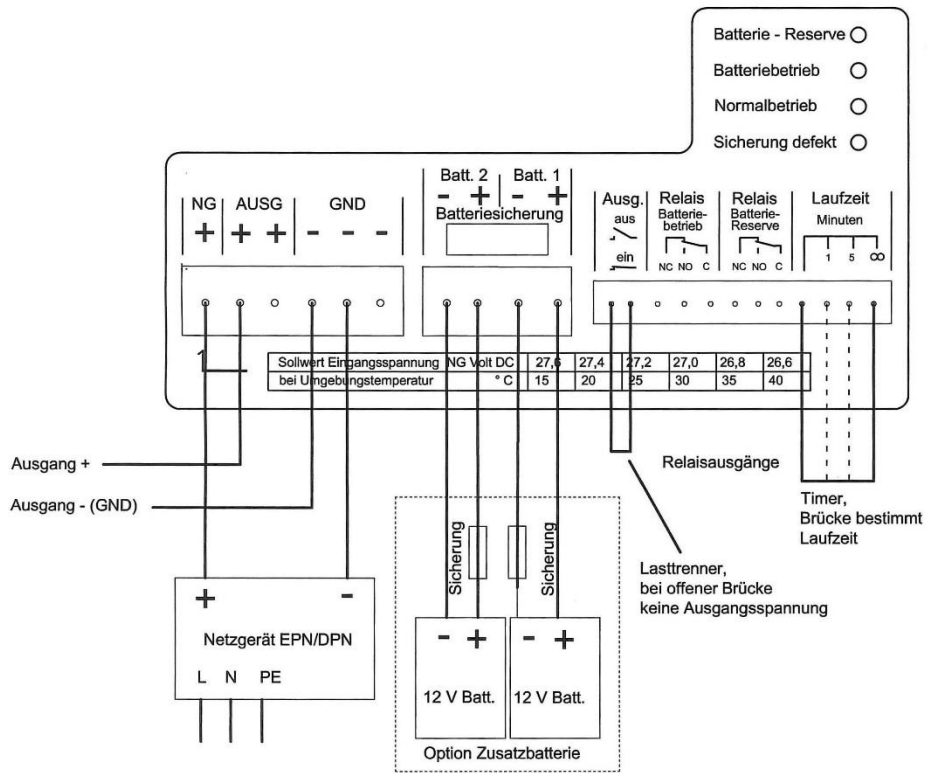 Batterie - Reserve
Batteriebetrieb
Normalbetrieb
Sicherung defekt
NG
AUSG
GND
+ + + - - -
Batt. 2 Batt. 1
- + - +
Batteriesicherung
Ausg.
aus
ein
Relais
Batterie-
betrieb
NC NO C
Relais
Batterie-
Reserve
NC NO C
Laufzeit
Minuten
1 5 ∞
Sollwert Eingangsspannung NG Volt DC 27,6 27,4 27,2 27,0 26,8 26,6
bei Umgebungstemperatur ° C 15 20 25 30 35 40
Ausgang +
Ausgang - (GND)
Relaisausgänge
Timer,
Brücke bestimmt
Laufzeit
Lasttrenner,
bei offener Brücke
keine Ausgangsspannung
Sicherung
Sicherung
+ -
Netzgerät EPN/DPN
L N PE
- + - +
12 V Batt. 12 V Batt.
Option Zusatzbatterie